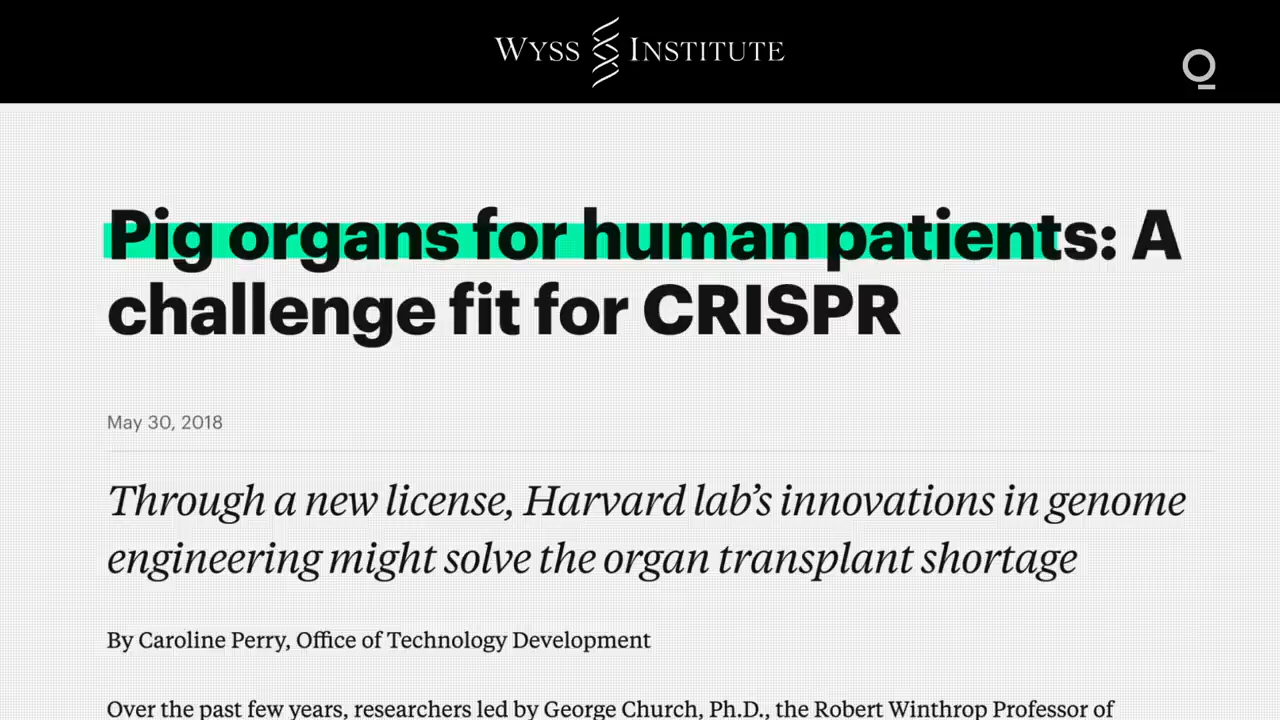 WYSS INSTITUTE
Pig organs for human patients: A
challenge fit for CRISPR
May 30, 2018
Through a new license, Harvard lab’s innovations in genome
engineering might solve the organ transplant shortage
By Caroline Perry, Office of Technology Development
Over the past few years, researchers led by George Church, Ph.D., the Robert Winthrop Professor of